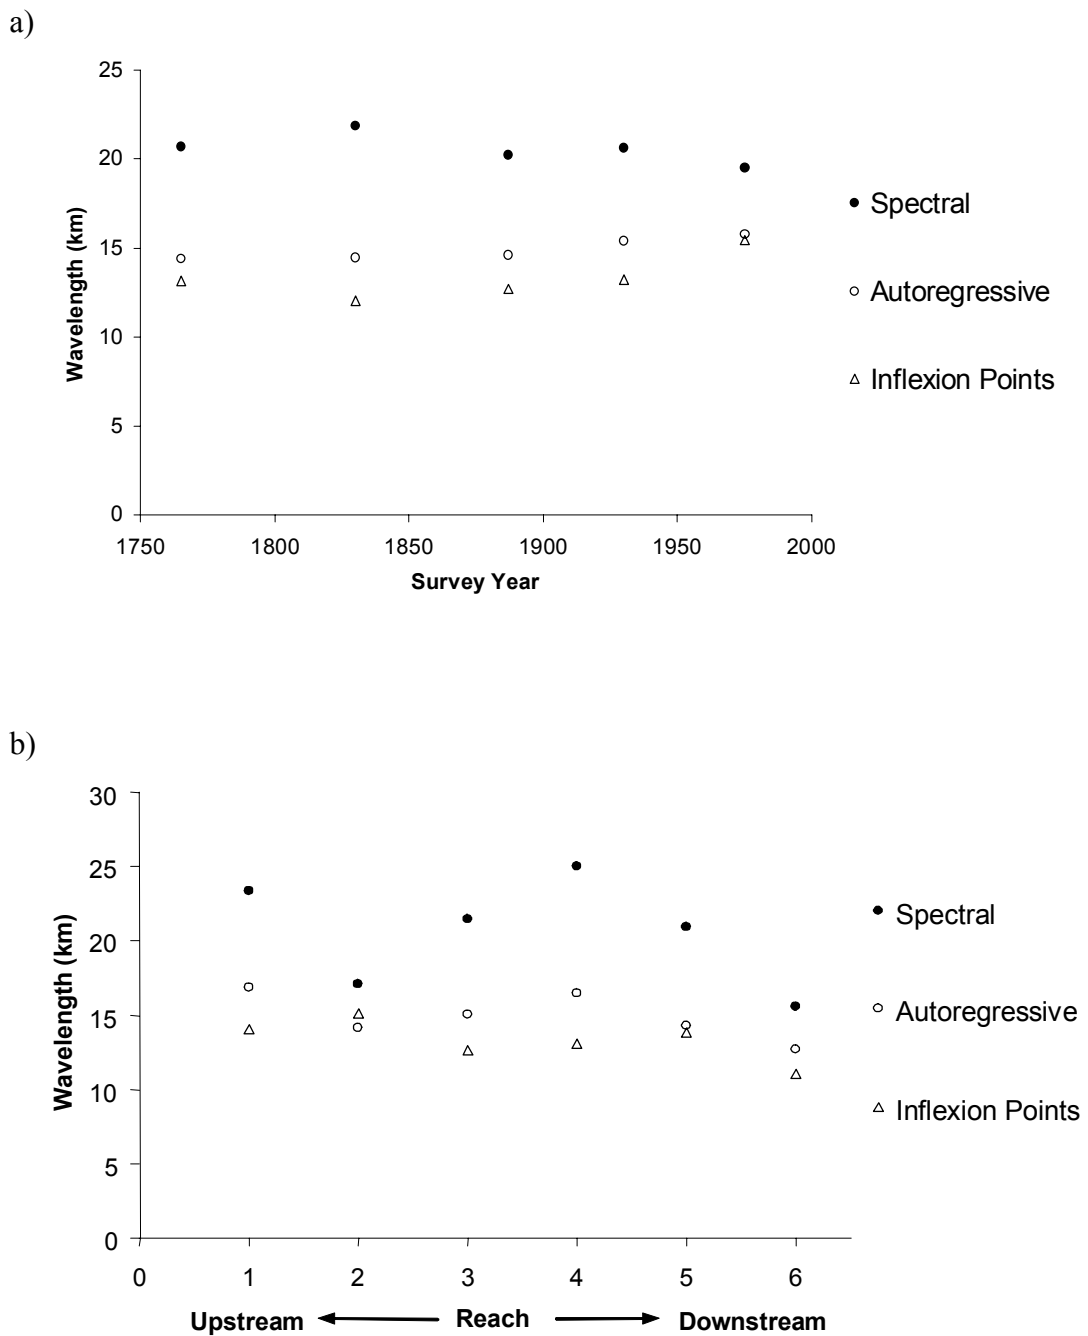 a)
25
20
15
10
5
0
Wavelength (km)
1750 1800 1850 1900 1950 2000
Survey Year
Spectral
Autoregressive
Inflexion Points
b)
30
25
20
15
10
5
0
Wavelength (km)
0 1 2 3 4 5 6
Upstream Reach Downstream
Spectral
Autoregressive
Inflexion Points